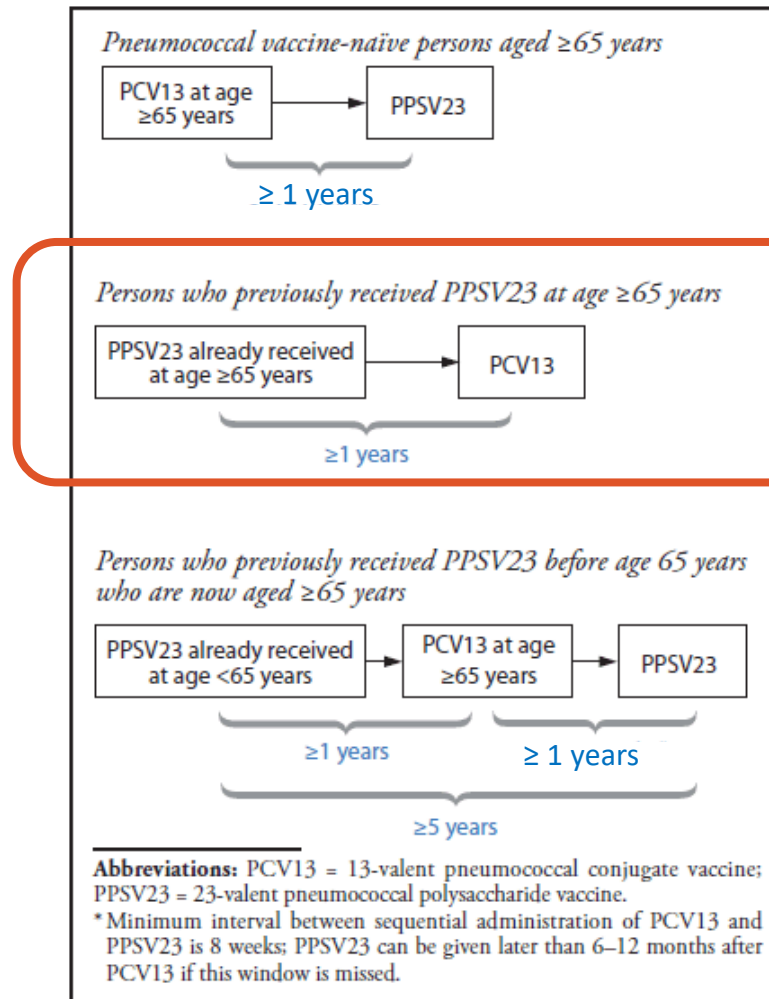 Pneumococcal vaccine-naïve persons aged ≥65 years
PCV13 at age
≥65 years
PPSV23
≥ 1 years
Persons who previously received PPSV23 at age ≥65 years
PPSV23 already received
at age ≥65 years
PCV13
≥1 years
Persons who previously received PPSV23 before age 65 years
who are now aged ≥65 years
PPSV23 already received
at age <65 years
PCV13 at age
≥65 years
PPSV23
≥1 years
≥ 1 years
≥5 years
Abbreviations: PCV13 = 13-valent pneumococcal conjugate vaccine;
PPSV23 = 23-valent pneumococcal polysaccharide vaccine.
* Minimum interval between sequential administration of PCV13 and
PPSV23 is 8 weeks; PPSV23 can be given later than 6–12 months after
PCV13 if this window is missed.